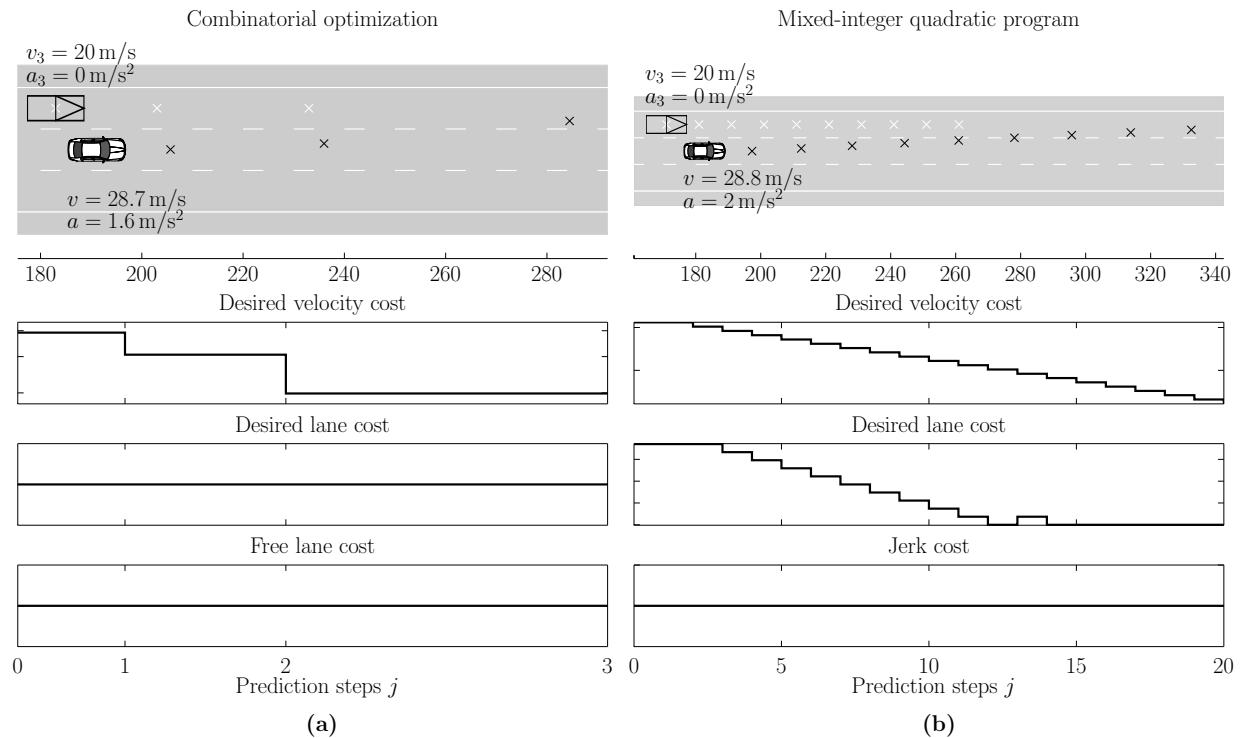 Combinatorial optimization
v₃ = 20 m/s
a₃ = 0 m/s²
v = 28.7 m/s
a = 1.6 m/s²
180 200 220 240 260 280
Desired velocity cost
Desired lane cost
Free lane cost
0 1 2 3
Prediction steps j
(a)
Mixed-integer quadratic program
v₃ = 20 m/s
a₃ = 0 m/s²
v = 28.8 m/s
a = 2 m/s²
180 200 220 240 260 280 300 320 340
Desired velocity cost
Desired lane cost
Jerk cost
0 5 10 15 20
Prediction steps j
(b)